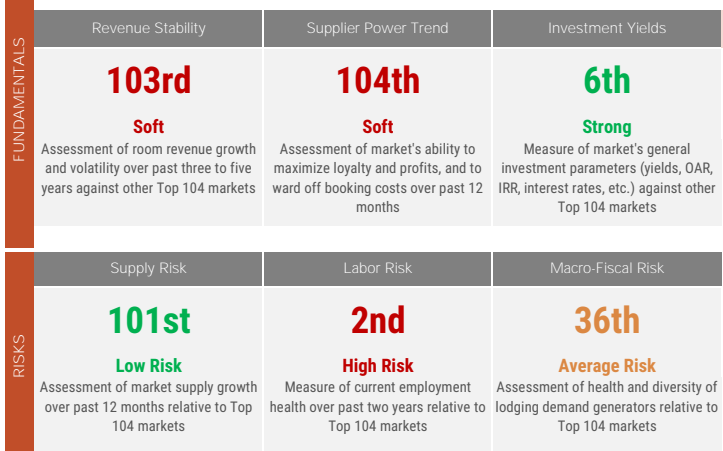 FUNDAMENTALS
Revenue Stability
103rd
Soft
Assessment of room revenue growth
and volatility over past three to five
years against other Top 104 markets
Supplier Power Trend
104th
Soft
Assessment of market's ability to
maximize loyalty and profits, and to
ward off booking costs over past 12
months
Investment Yields
6th
Strong
Measure of market's general
investment parameters (yields, OAR,
IRR, interest rates, etc.) against other
Top 104 markets
RISKS
Supply Risk
101st
Low Risk
Assessment of market supply growth
over past 12 months relative to Top
104 markets
Labor Risk
2nd
High Risk
Measure of current employment
health over past two years relative to
Top 104 markets
Macro-Fiscal Risk
36th
Average Risk
Assessment of health and diversity of
lodging demand generators relative to
Top 104 markets